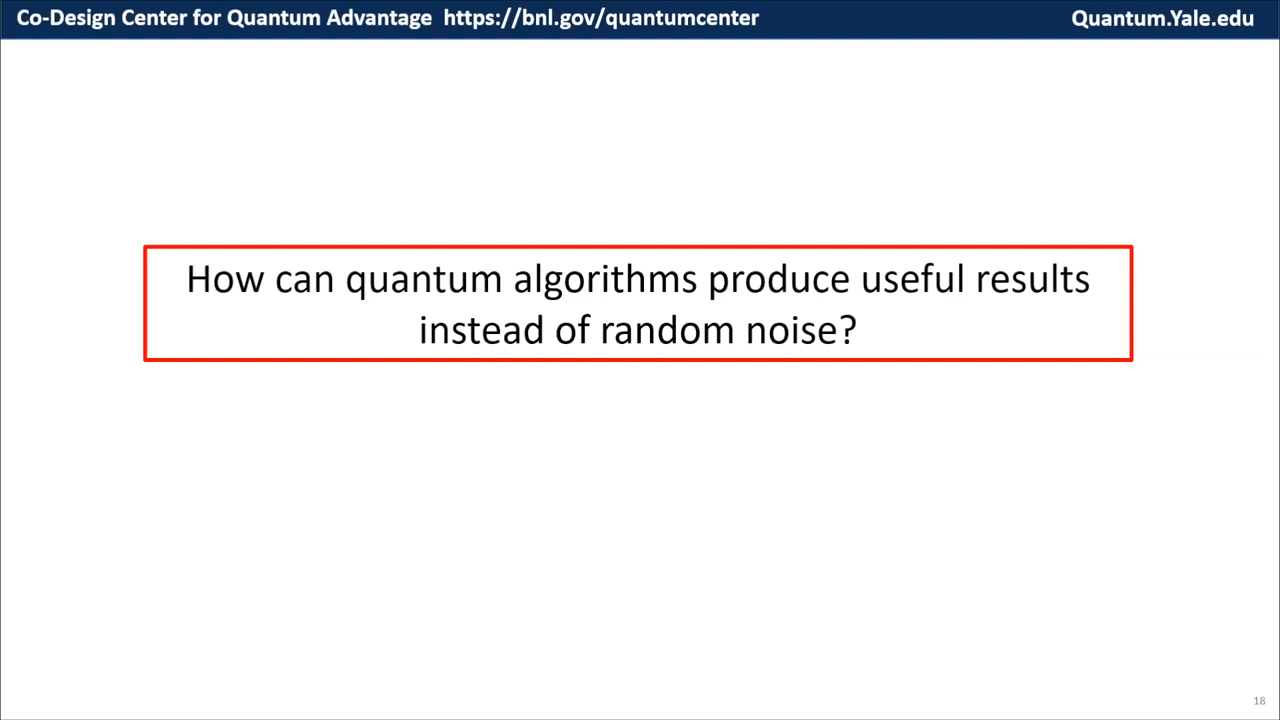 Co-Design Center for Quantum Advantage https://bnl.gov/quantumcenter
Quantum.Yale.edu
How can quantum algorithms produce useful results
instead of random noise?
18